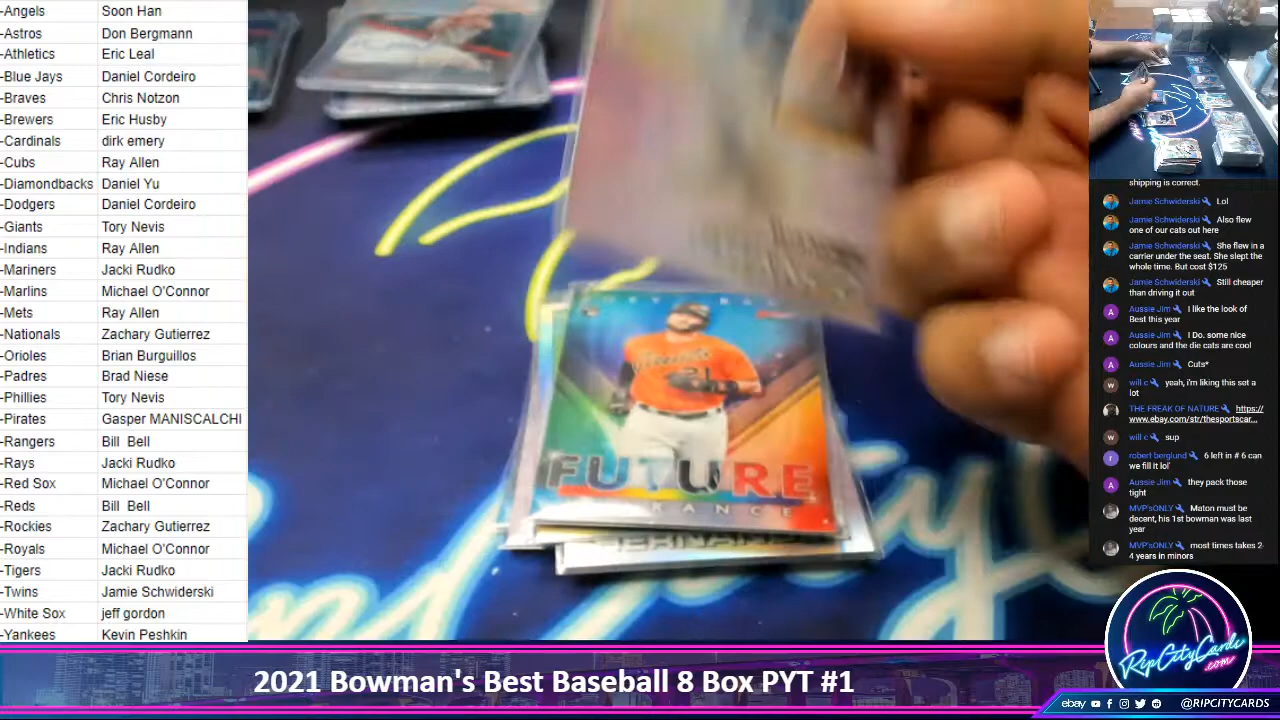 -Angels Soon Han
-Astros Don Bergmann
-Athletics Eric Leal
-Blue Jays Daniel Cordeiro
-Braves Chris Notzon
-Brewers Eric Husby
-Cardinals dirk emery
-Cubs Ray Allen
-Diamondbacks Daniel Yu
-Dodgers Daniel Cordeiro
-Giants Tory Nevis
-Indians Ray Allen
-Mariners Jacki Rudko
-Marlins Michael O'Connor
-Mets Ray Allen
-Nationals Zachary Gutierrez
-Orioles Brian Burguillos
-Padres Brad Niese
-Phillies Tory Nevis
-Pirates Gasper MANISCALCHI
-Rangers Bill Bell
-Rays Jacki Rudko
-Red Sox Michael O'Connor
-Reds Bill Bell
-Rockies Zachary Gutierrez
-Royals Michael O'Connor
-Tigers Jacki Rudko
-Twins Jamie Schwiderski
-White Sox jeff gordon
-Yankees Kevin Peshkin
21
FUTURE
shipping is correct.
Jamie Schwiderski Lol
Jamie Schwiderski Also flew
one of our cats out here
Jamie Schwiderski She flew in a
carrier under the seat. She slept the
whole time. But cost $125
Jamie Schwiderski Still cheaper
than driving it out
A Aussie Jim I like the look of
Best this year
A Aussie Jim I Do. some nice
colours and the die cats are cool
A Aussie Jim Cuts*
w will c yeah, i'm liking this set a
lot
THE FREAK OF NATURE https://
www.ebay.com/str/thesportscar...
w will c sup
r robert berglund 6 left in # 6 can
we fill it lol
A Aussie Jim they pack those
tight
MVP'sONLY Maton must be
decent, his 1st bowman was last
year
MVP'sONLY most times takes 2
4 years in minors
RipCityCards
.com
2021 Bowman's Best Baseball 8 Box PYT #1
ebay @RIPCITYCARDS